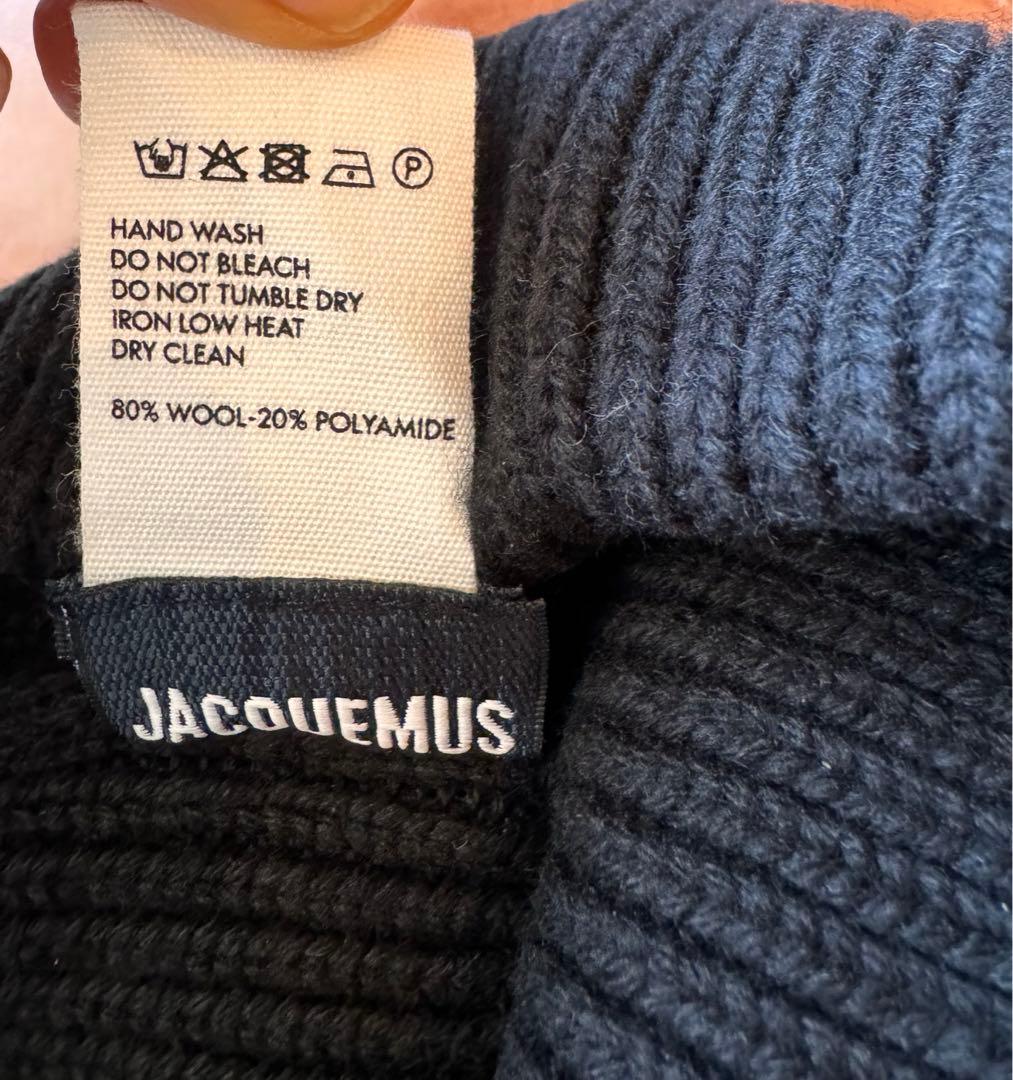 P
HAND WASH
DO NOT BLEACH
DO NOT TUMBLE DRY
IRON LOW HEAT
DRY CLEAN
80% WOOL-20% POLYAMIDE
JACQUEMUS